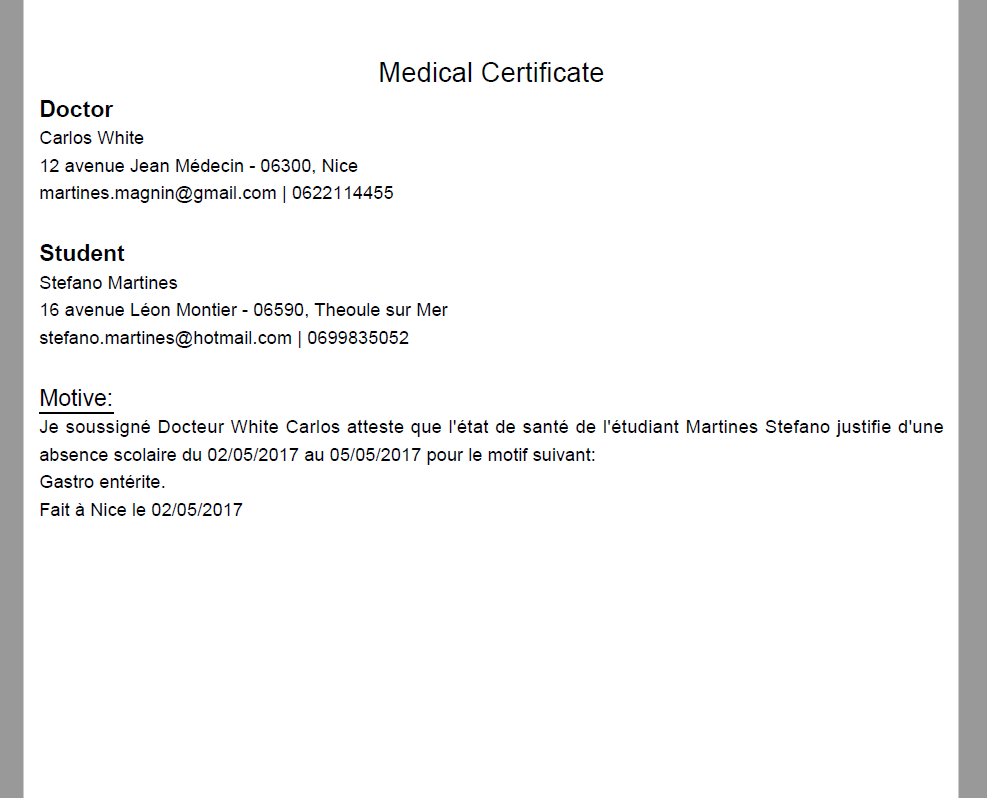 Medical Certificate
Doctor
Carlos White
12 avenue Jean Médecin - 06300, Nice
martines.magnin@gmail.com | 0622114455
Student
Stefano Martines
16 avenue Léon Montier - 06590, Theoule sur Mer
stefano.martines@hotmail.com | 0699835052
Motive:
Je soussigné Docteur White Carlos atteste que l'état de santé de l'étudiant Martines Stefano justifie d'une
absence scolaire du 02/05/2017 au 05/05/2017 pour le motif suivant:
Gastro entérite.
Fait à Nice le 02/05/2017